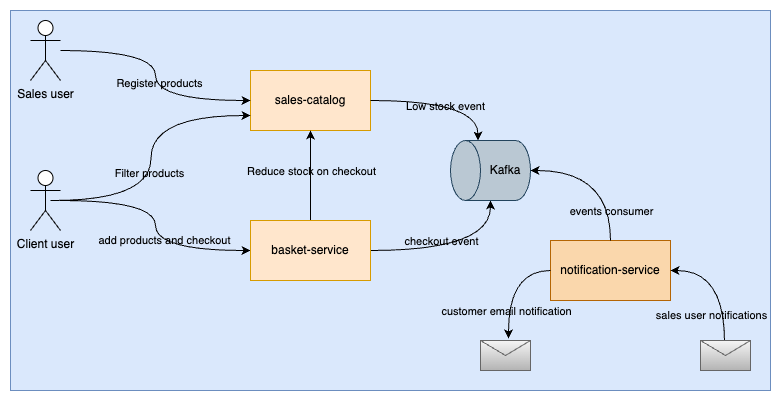 Sales user
Register products
sales-catalog
Low stock event
Filter products
Reduce stock on checkout
Kafka
Client user
add products and checkout
basket-service
checkout event
events consumer
notification-service
customer email notification
sales user notifications